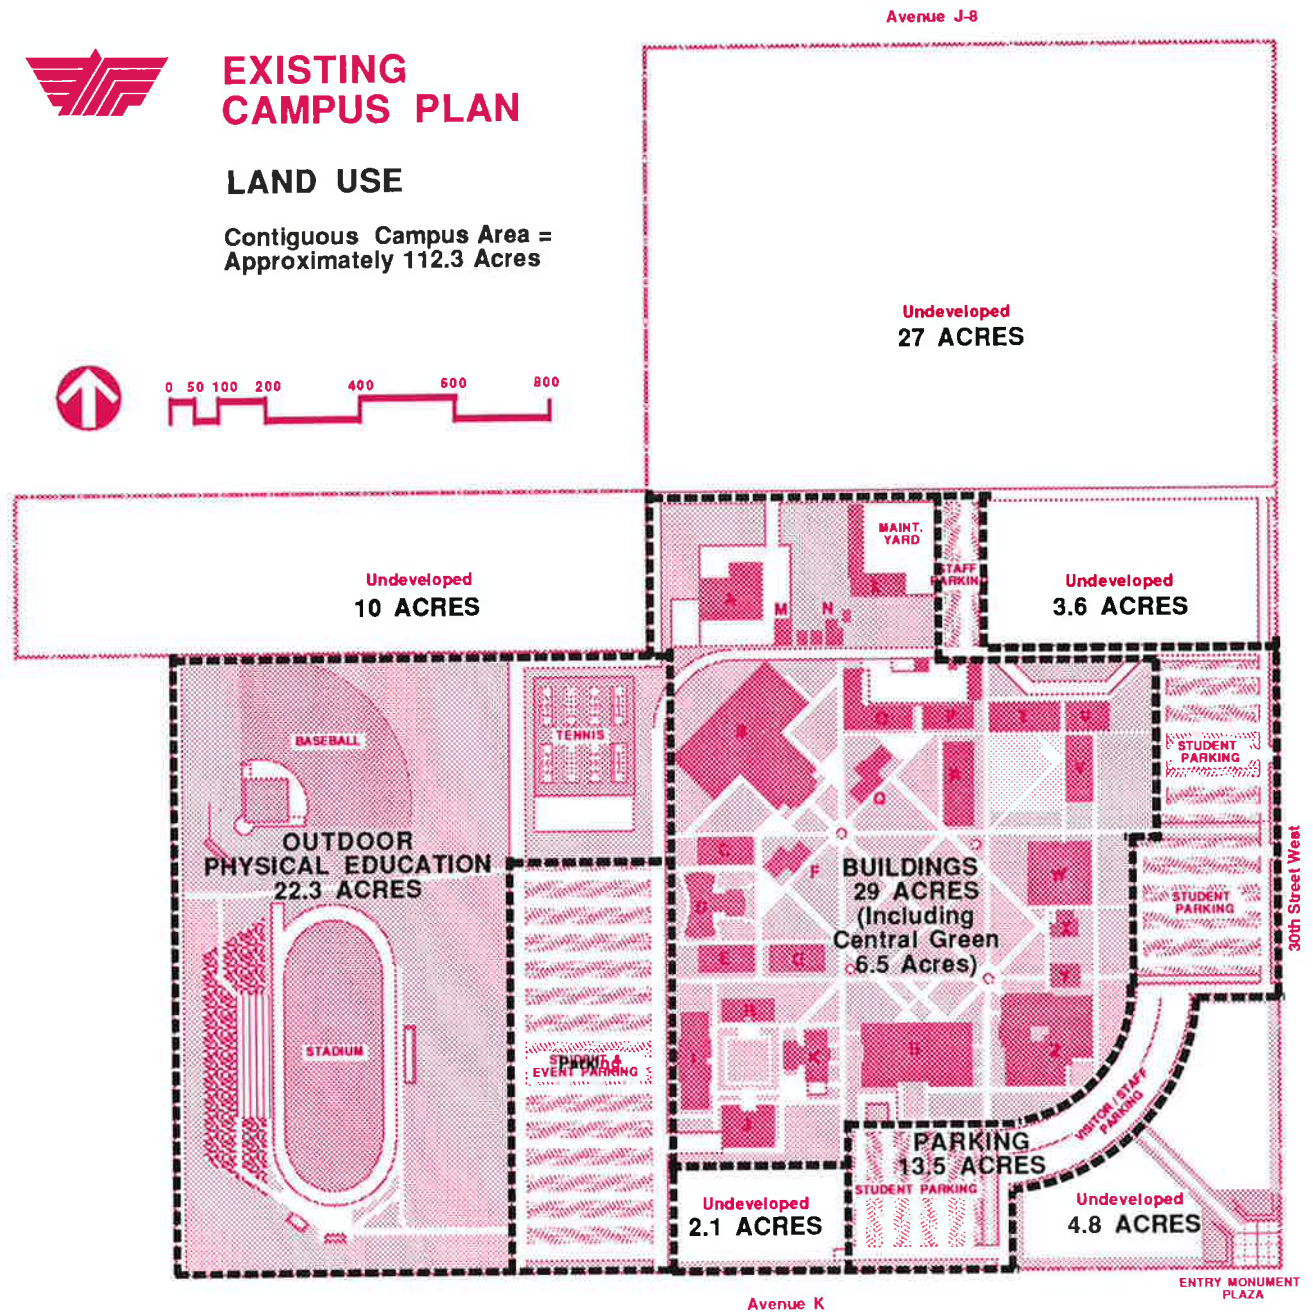 Avenue J-8
EXISTING
CAMPUS PLAN
LAND USE
Contiguous Campus Area =
Approximately 112.3 Acres
Undeveloped
27 ACRES
0 50 100 200 400 600 800
MAINT.
YARD
STAFF
PARKING
Undeveloped
10 ACRES
Undeveloped
3.6 ACRES
A
L
M
N
S
BASEBALL
TENNIS
B
O
P
T
U
STUDENT
PARKING
Q
R
V
OUTDOOR
PHYSICAL EDUCATION
22.3 ACRES
C
F
BUILDINGS
29 ACRES
(Including
Central Green
6.5 Acres)
W
D
STUDENT
PARKING
30th Street West
X
E
G
Y
H
STADIUM
EVENT PARKING
Parking
I
K
2
J
VISITOR / STAFF
PARKING
PARKING
13.5 ACRES
STUDENT PARKING
Undeveloped
2.1 ACRES
Undeveloped
4.8 ACRES
ENTRY MONUMENT
PLAZA
Avenue K